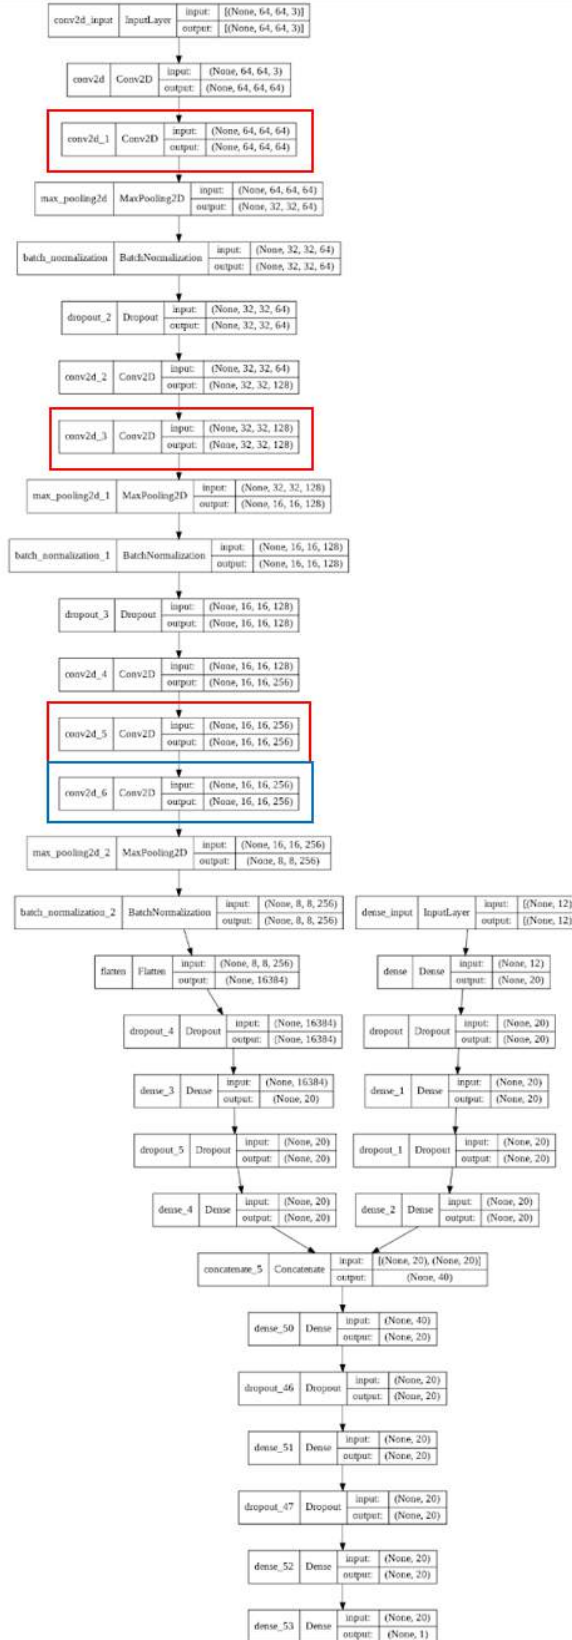 conv2d_input InputLayer input: [(None, 64, 64, 3)]
output: [(None, 64, 64, 3)]
conv2d Conv2D input: (None, 64, 64, 3)
output: (None, 64, 64, 64)
conv2d_1 Conv2D input: (None, 64, 64, 64)
output: (None, 64, 64, 64)
max_pooling2d MaxPooling2D input: (None, 64, 64, 64)
output: (None, 32, 32, 64)
batch_normalization BatchNormalization input: (None, 32, 32, 64)
output: (None, 32, 32, 64)
dropout_2 Dropout input: (None, 32, 32, 64)
output: (None, 32, 32, 64)
conv2d_2 Conv2D input: (None, 32, 32, 64)
output: (None, 32, 32, 128)
conv2d_3 Conv2D input: (None, 32, 32, 128)
output: (None, 32, 32, 128)
max_pooling2d_1 MaxPooling2D input: (None, 32, 32, 128)
output: (None, 16, 16, 128)
batch_normalization_1 BatchNormalization input: (None, 16, 16, 128)
output: (None, 16, 16, 128)
dropout_3 Dropout input: (None, 16, 16, 128)
output: (None, 16, 16, 128)
conv2d_4 Conv2D input: (None, 16, 16, 128)
output: (None, 16, 16, 256)
conv2d_5 Conv2D input: (None, 16, 16, 256)
output: (None, 16, 16, 256)
conv2d_6 Conv2D input: (None, 16, 16, 256)
output: (None, 16, 16, 256)
max_pooling2d_2 MaxPooling2D input: (None, 16, 16, 256)
output: (None, 8, 8, 256)
batch_normalization_2 BatchNormalization input: (None, 8, 8, 256)
output: (None, 8, 8, 256)
dense_input InputLayer input: [(None, 12)]
output: [(None, 12)]
flatten Flatten input: (None, 8, 8, 256)
output: (None, 16384)
dense Dense input: (None, 12)
output: (None, 20)
dropout_4 Dropout input: (None, 16384)
output: (None, 16384)
dropout Dropout input: (None, 20)
output: (None, 20)
dense_3 Dense input: (None, 16384)
output: (None, 20)
dense_1 Dense input: (None, 20)
output: (None, 20)
dropout_5 Dropout input: (None, 20)
output: (None, 20)
dropout_1 Dropout input: (None, 20)
output: (None, 20)
dense_4 Dense input: (None, 20)
output: (None, 20)
dense_2 Dense input: (None, 20)
output: (None, 20)
concatenate_5 Concatenate input: [(None, 20), (None, 20)]
output: (None, 40)
dense_50 Dense input: (None, 40)
output: (None, 20)
dropout_46 Dropout input: (None, 20)
output: (None, 20)
dense_51 Dense input: (None, 20)
output: (None, 20)
dropout_47 Dropout input: (None, 20)
output: (None, 20)
dense_52 Dense input: (None, 20)
output: (None, 20)
dense_53 Dense input: (None, 20)
output: (None, 1)